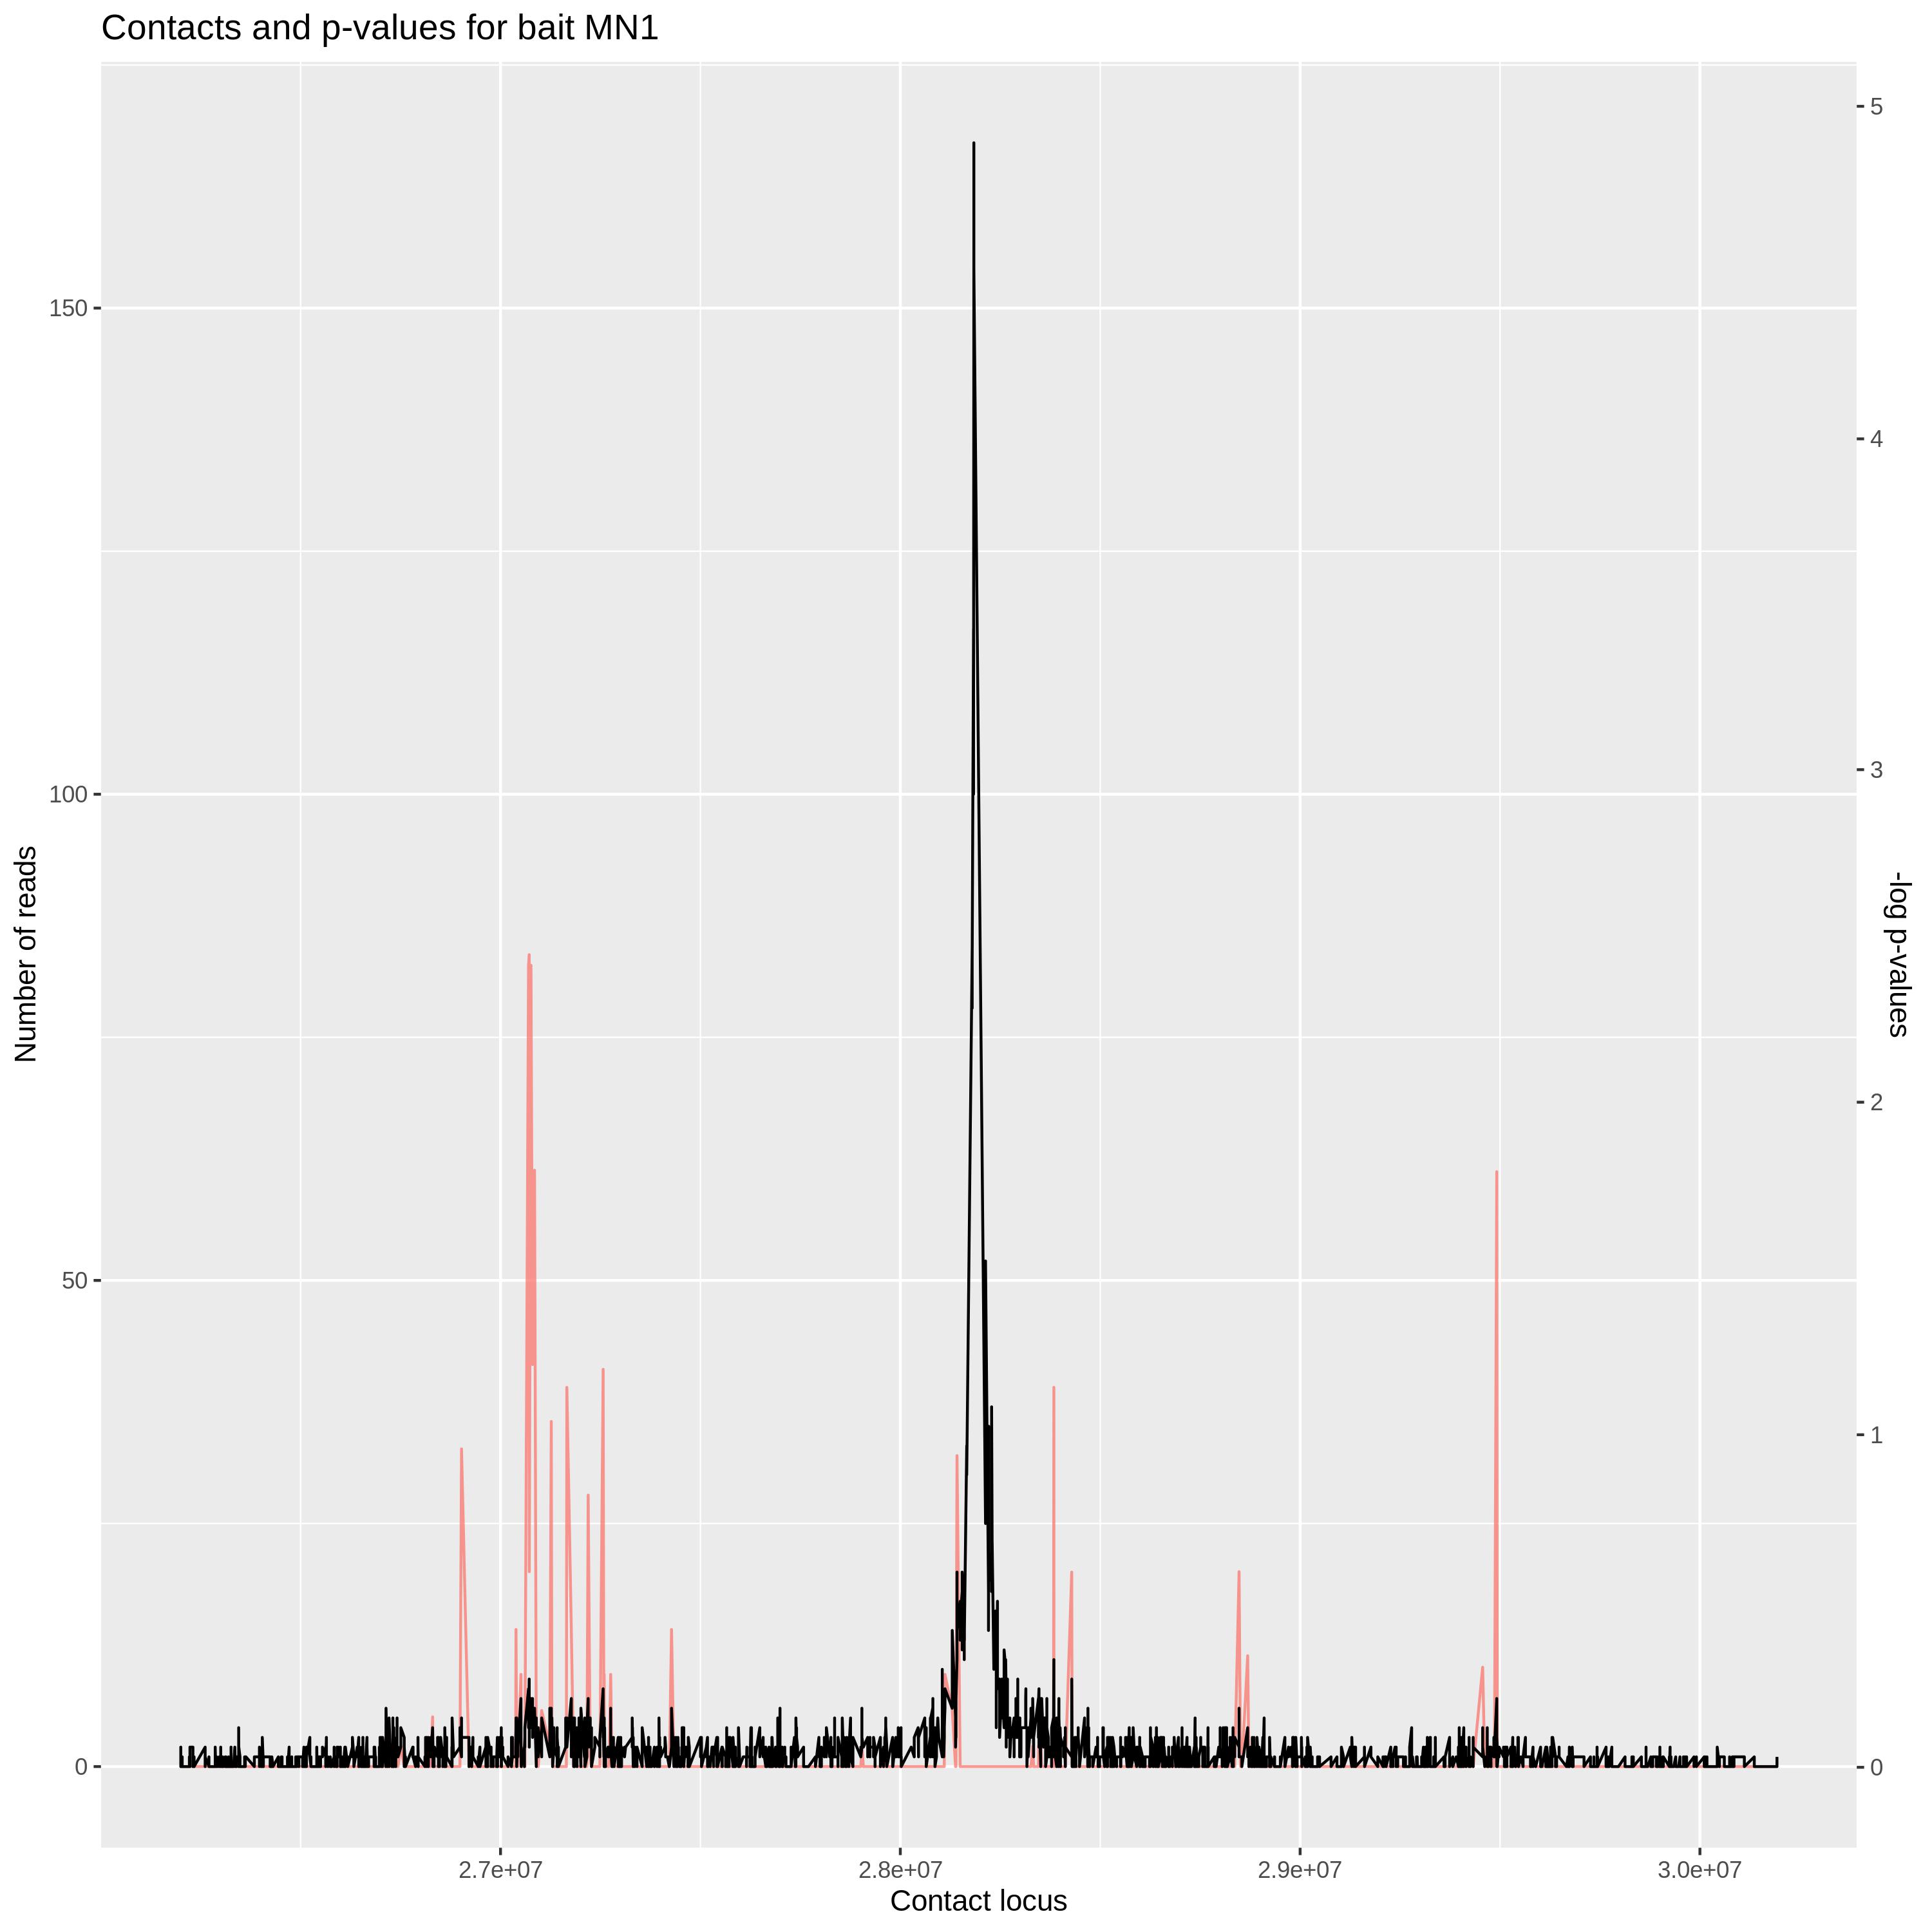 Contacts and p-values for bait MN1
Number of reads
150
100
50
0
5
4
3
2
1
0
-log p-values
2.7e+07
2.8e+07
2.9e+07
3.0e+07
Contact locus